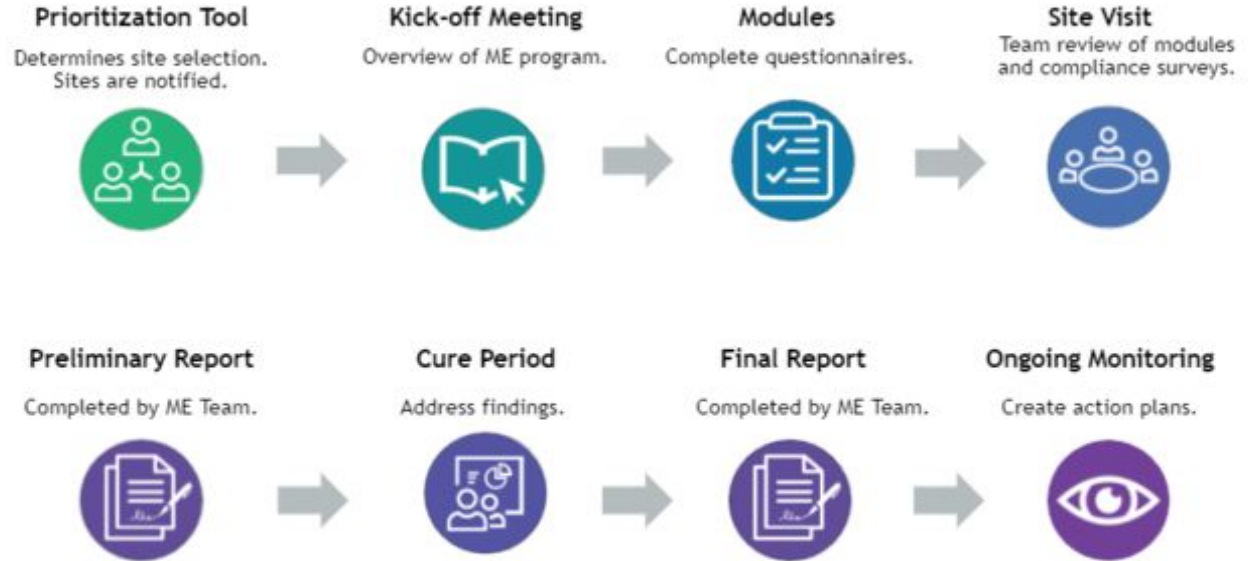 Prioritization Tool
Determines site selection.
Sites are notified.
Kick-off Meeting
Overview of ME program.
Modules
Complete questionnaires.
Site Visit
Team review of modules
and compliance surveys.
Preliminary Report
Completed by ME Team.
Cure Period
Address findings.
Final Report
Completed by ME Team.
Ongoing Monitoring
Create action plans.